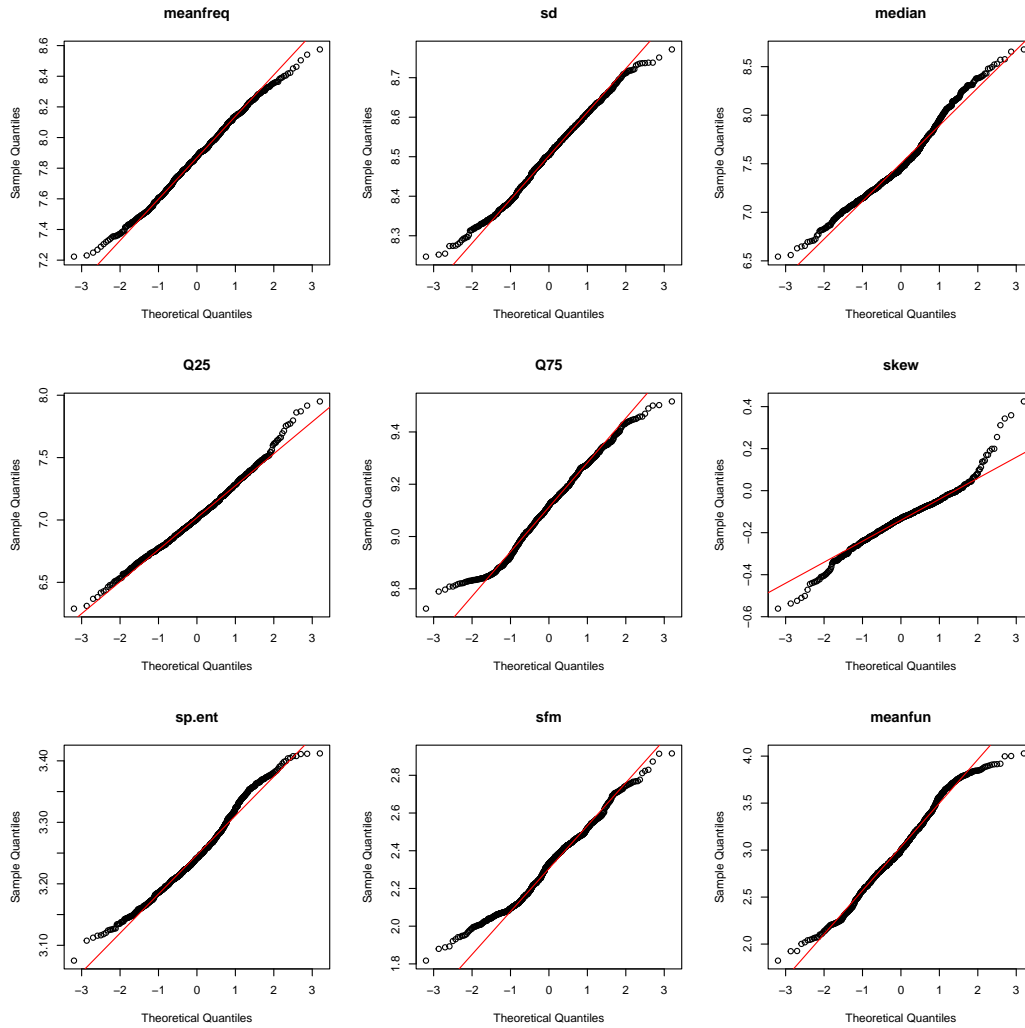 meanfreq
Sample Quantiles
7.2 7.4 7.6 7.8 8.0 8.2 8.4 8.6
−3 −2 −1 0 1 2 3
Theoretical Quantiles
sd
Sample Quantiles
8.3 8.4 8.5 8.6 8.7
−3 −2 −1 0 1 2 3
Theoretical Quantiles
median
Sample Quantiles
6.5 7.0 7.5 8.0 8.5
−3 −2 −1 0 1 2 3
Theoretical Quantiles
Q25
Sample Quantiles
6.5 7.0 7.5 8.0
−3 −2 −1 0 1 2 3
Theoretical Quantiles
Q75
Sample Quantiles
8.8 9.0 9.2 9.4
−3 −2 −1 0 1 2 3
Theoretical Quantiles
skew
Sample Quantiles
−0.6 −0.4 −0.2 0.0 0.2 0.4
−3 −2 −1 0 1 2 3
Theoretical Quantiles
sp.ent
Sample Quantiles
3.10 3.20 3.30 3.40
−3 −2 −1 0 1 2 3
Theoretical Quantiles
sfm
Sample Quantiles
1.8 2.0 2.2 2.4 2.6 2.8
−3 −2 −1 0 1 2 3
Theoretical Quantiles
meanfun
Sample Quantiles
2.0 2.5 3.0 3.5 4.0
−3 −2 −1 0 1 2 3
Theoretical Quantiles